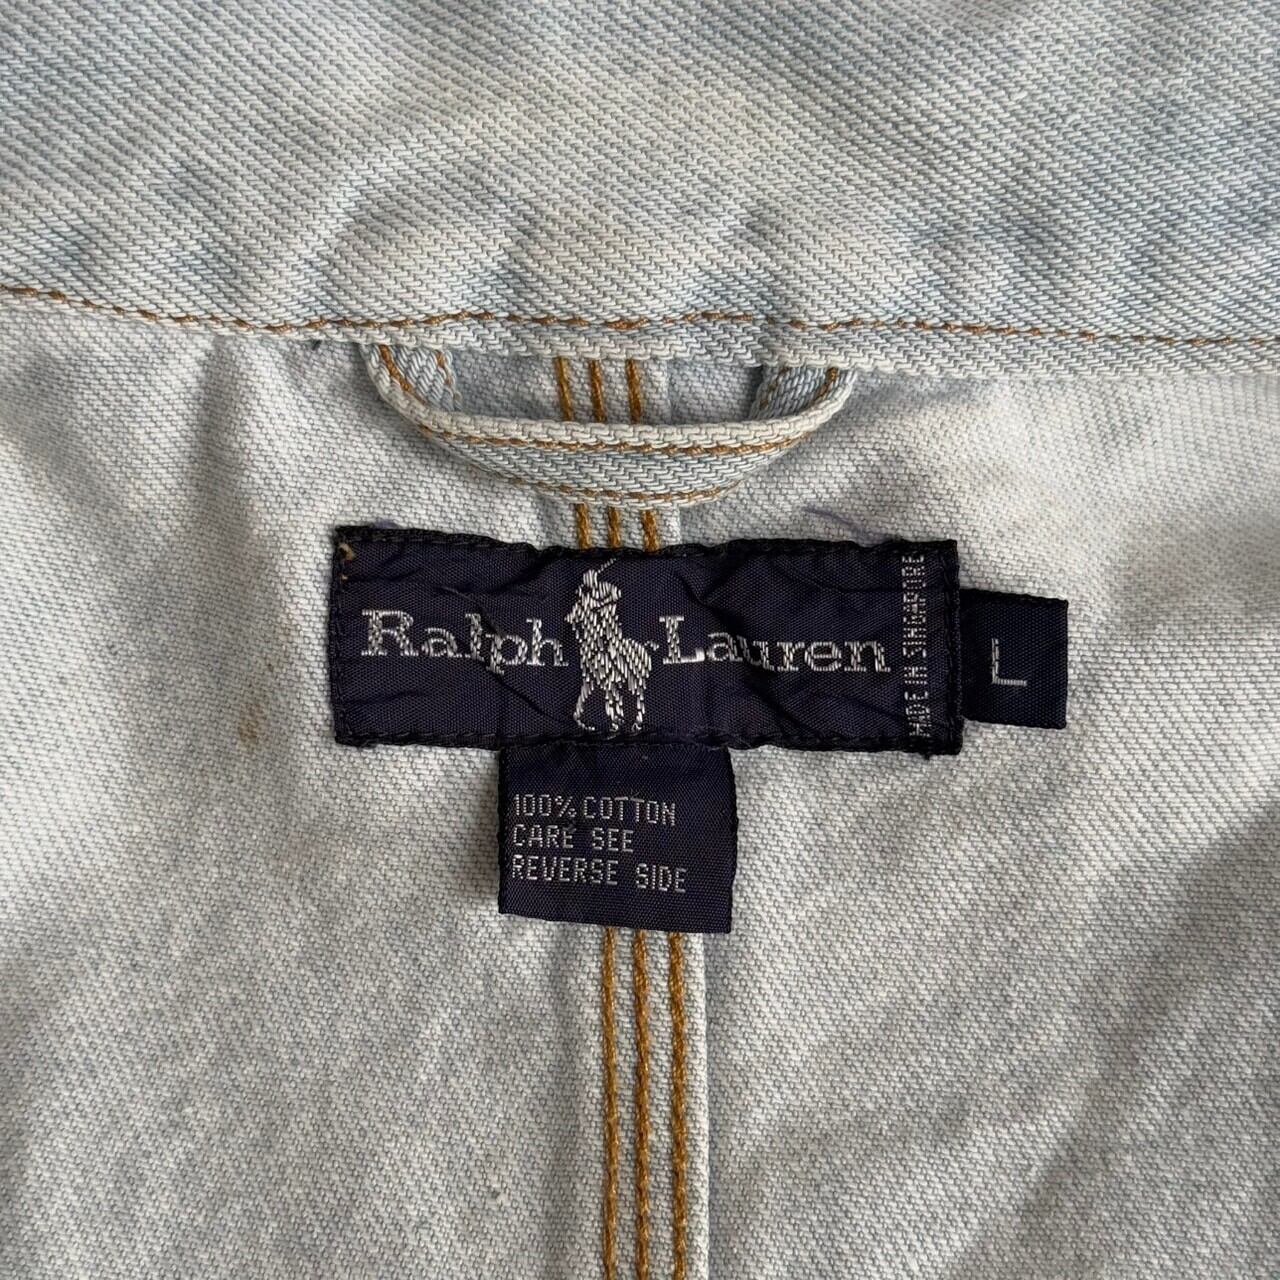 Ralph Lauren
MADE IN SINGAPORE
L
100% COTTON
CARE SEE
REVERSE SIDE